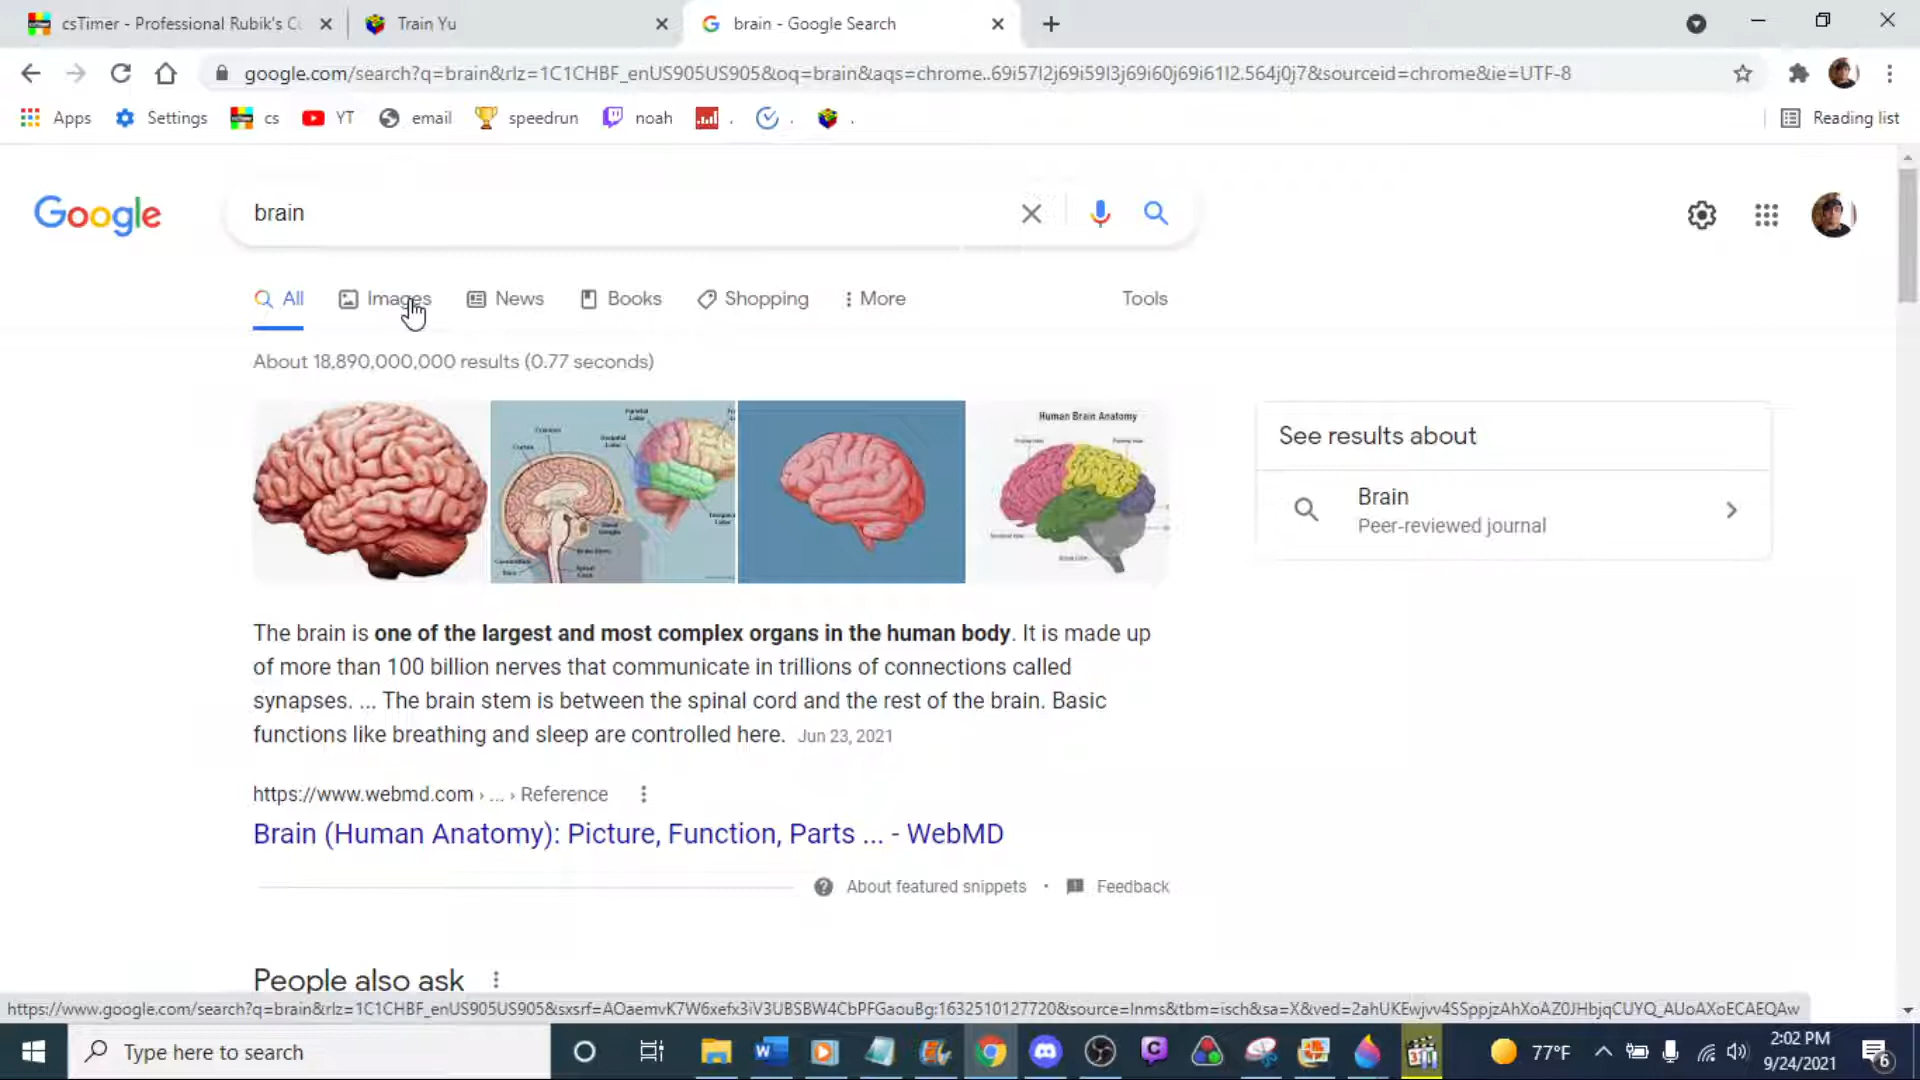 csTimer - Professional Rubik's Cu
Train Yu
brain - Google Search
google.com/search?q=brain&rlz=1C1CHBF_enUS905US905&oq=brain&aqs=chrome..69i57l2j69i59l3j69i60j69i61l2.564j0j7&sourceid=chrome&ie=UTF-8
Apps
Settings
cs
YT
email
speedrun
noah
.
.
.
Reading list
Google
brain
All
Images
News
Books
Shopping
More
Tools
About 18,890,000,000 results (0.77 seconds)
Human Brain Anatomy
See results about
Brain
Peer-reviewed journal
The brain is one of the largest and most complex organs in the human body. It is made up
of more than 100 billion nerves that communicate in trillions of connections called
synapses. ... The brain stem is between the spinal cord and the rest of the brain. Basic
functions like breathing and sleep are controlled here. Jun 23, 2021
https://www.webmd.com › ... › Reference
Brain (Human Anatomy): Picture, Function, Parts ... - WebMD
About featured snippets
•
Feedback
People also ask
https://www.google.com/search?q=brain&rlz=1C1CHBF_enUS905US905&sxsrf=AOaemvK7W6xefx3iV3UBSBW4CbPFGaouBg:1632510127720&source=lnms&tbm=isch&sa=X&ved=2ahUKEwjvv4SSppjzAhXoAZ0JHbjqCUYQ_AUoAXoECAEQAw
Type here to search
77°F
2:02 PM
9/24/2021
6